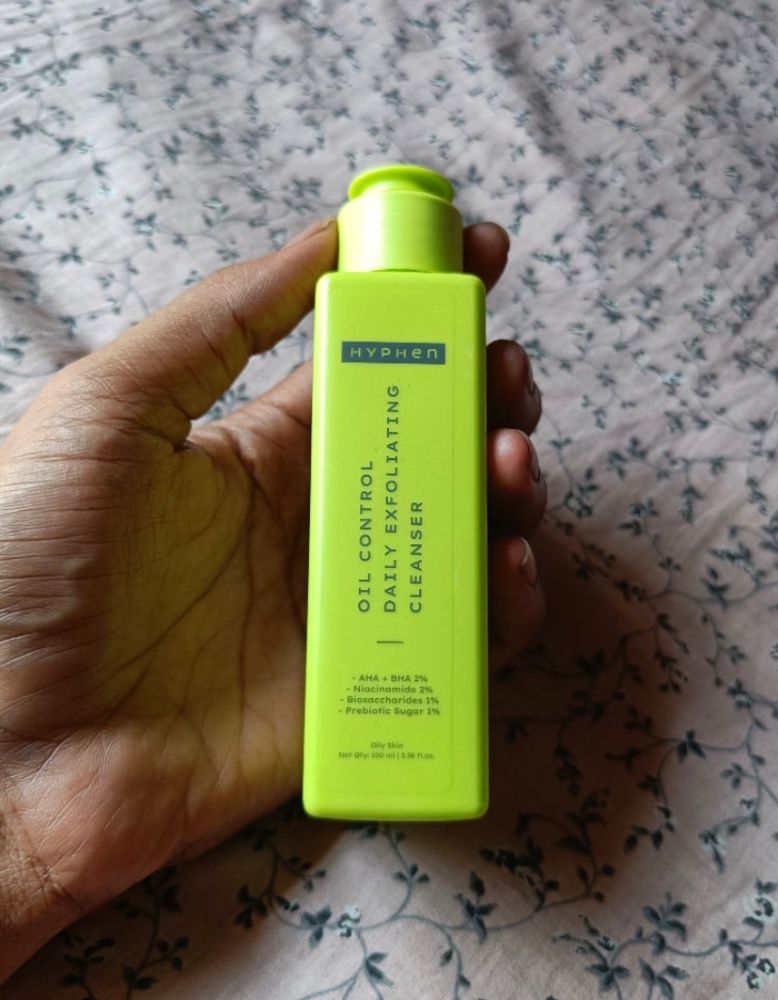 HYPHEN
OIL CONTROL
DAILY EXFOLIATING
CLEANSER
- AHA + BHA 2%
- Niacinamide 2%
- Biosaccharides 1%
- Prebiotic Sugar 1%
Oily Skin
Net Qty: 100 ml | 3.38 fl.oz.